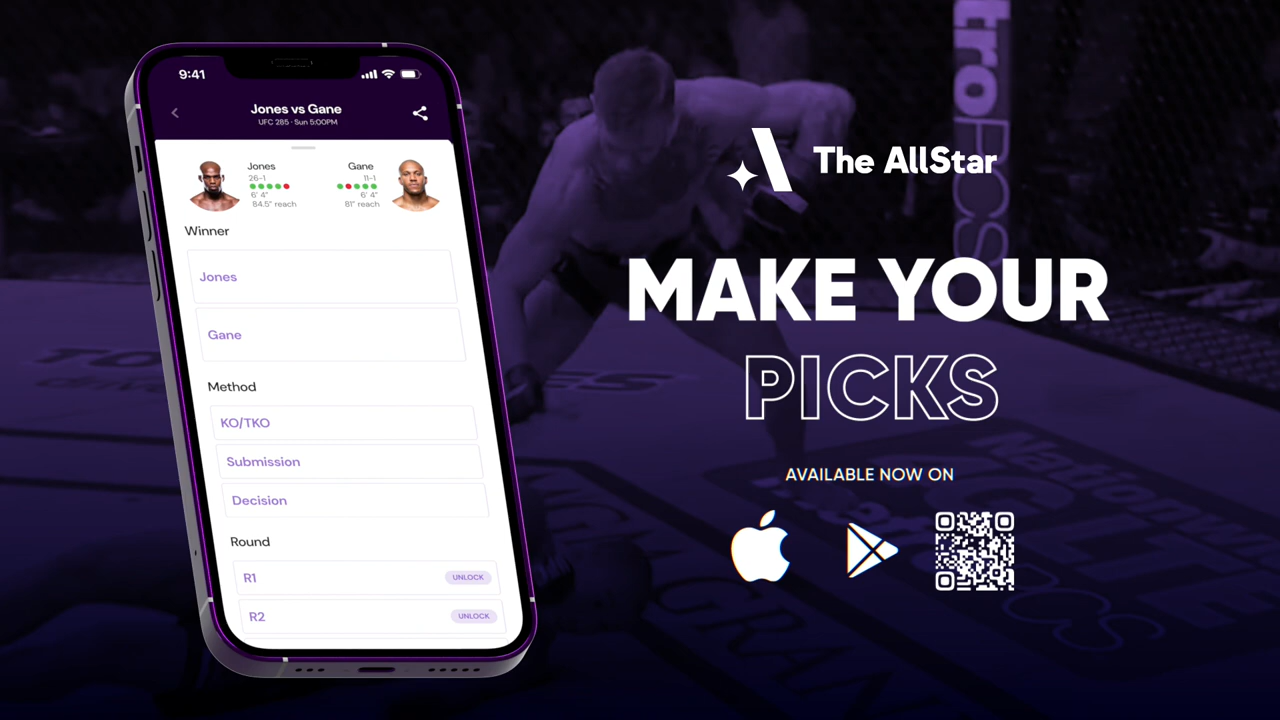 9:41
Jones vs Gane
UFC 285 · Sun 5:00PM
Jones
26-1
6' 4"
84.5" reach
Gane
11-1
6' 4"
81" reach
Winner
Jones
Gane
Method
KO/TKO
Submission
Decision
Round
R1
UNLOCK
R2
UNLOCK
The AllStar
MAKE YOUR
PICKS
AVAILABLE NOW ON